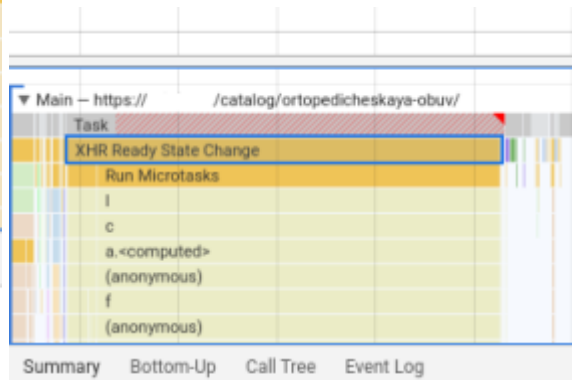 ▼ Main — https:// /catalog/ortopedicheskaya-obuv/
Task
XHR Ready State Change
Run Microtasks
l
c
a.<computed>
(anonymous)
f
(anonymous)
Summary Bottom-Up Call Tree Event Log